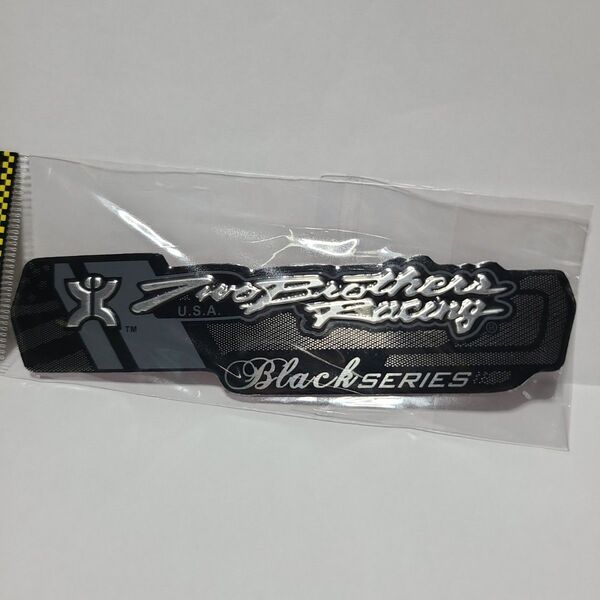 Two Brothers
Racing®
U.S.A.
TM
Black SERIES